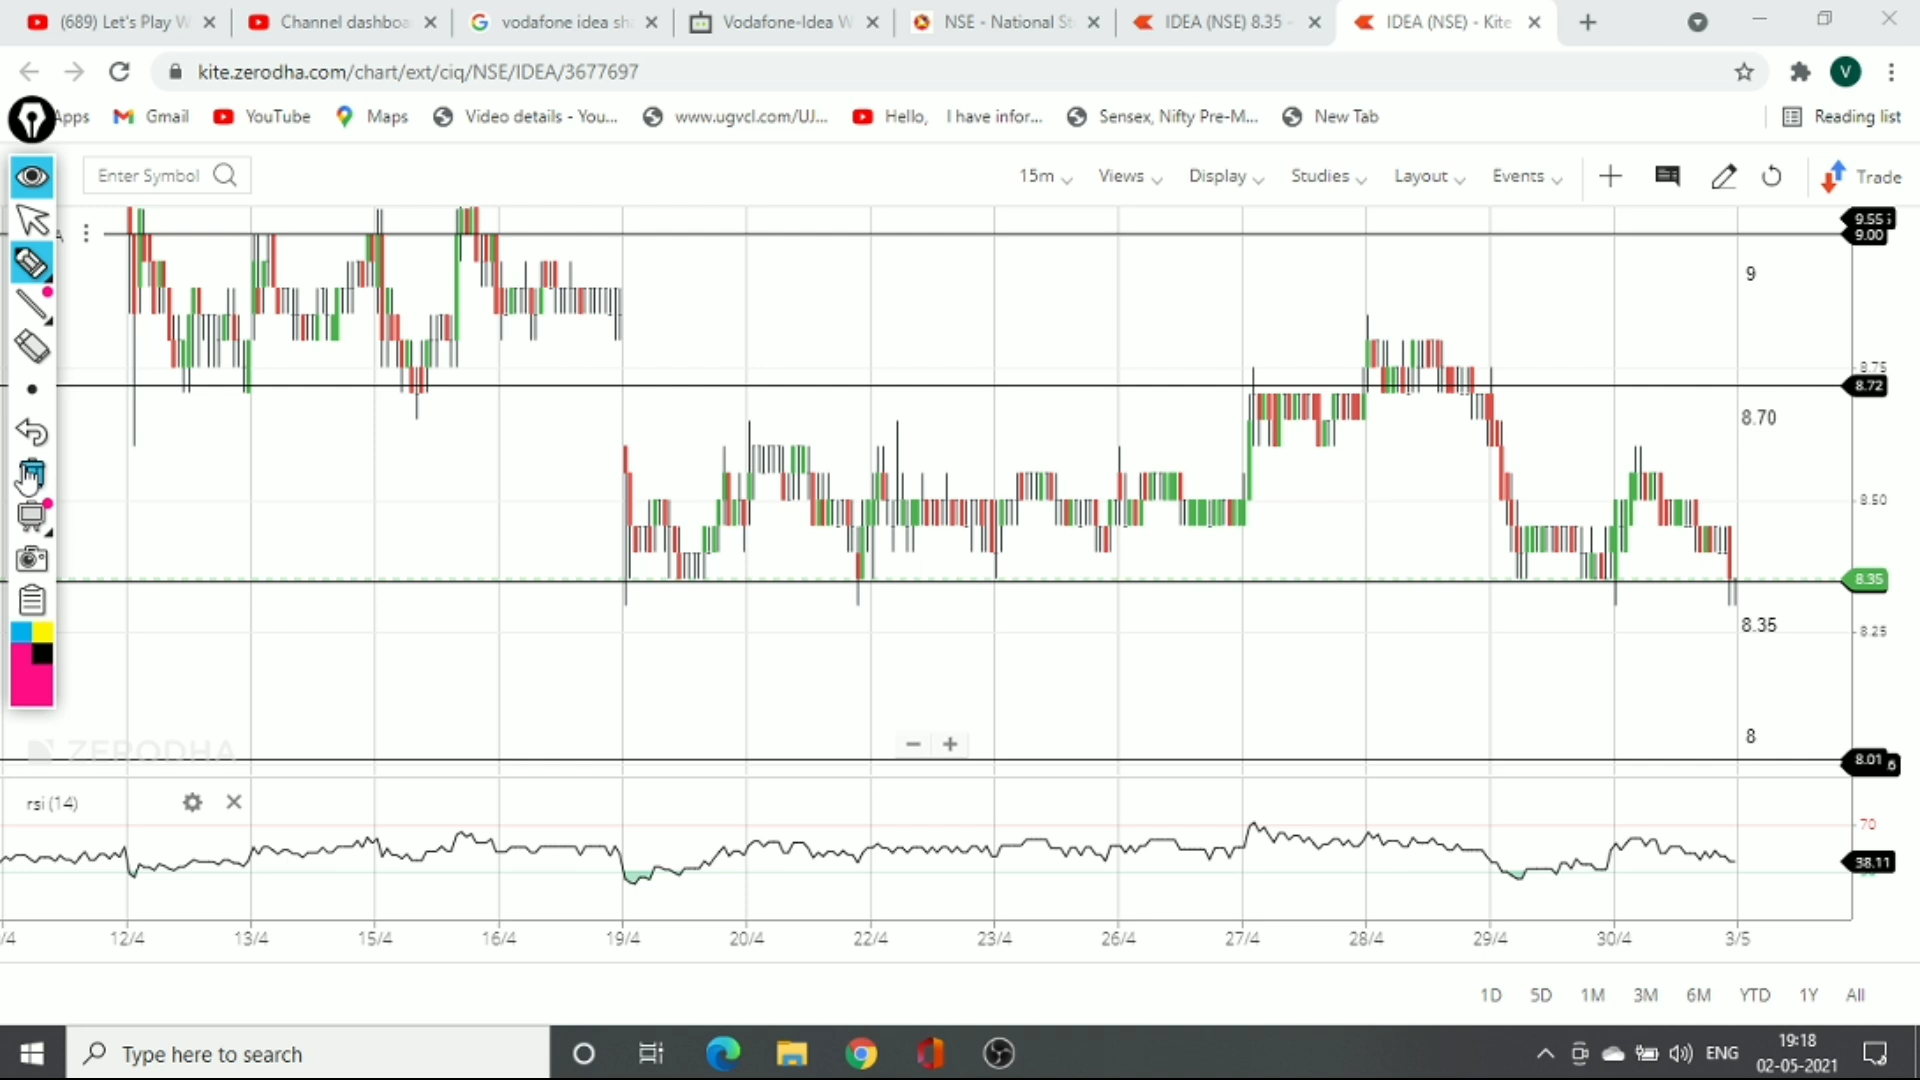 (689) Let's Play W
Channel dashboa
vodafone idea sh
Vodafone-Idea W
NSE - National St
IDEA (NSE) 8.35 -
IDEA (NSE) - Kite
kite.zerodha.com/chart/ext/ciq/NSE/IDEA/3677697
V
Apps
Gmail
YouTube
Maps
Video details - You...
www.ugvcl.com/UJ...
Hello, I have infor...
Sensex, Nifty Pre-M...
New Tab
Reading list
Enter Symbol
15m
Views
Display
Studies
Layout
Events
Trade
9.55
9.00
9
8.75
8.72
8.70
8.50
8.35
8.35
8.25
8
8.01
ZERODHA
rsi (14)
70
38.11
/4
12/4
13/4
15/4
16/4
19/4
20/4
22/4
23/4
26/4
27/4
28/4
29/4
30/4
3/5
1D
5D
1M
3M
6M
YTD
1Y
All
Type here to search
ENG
19:18
02-05-2021